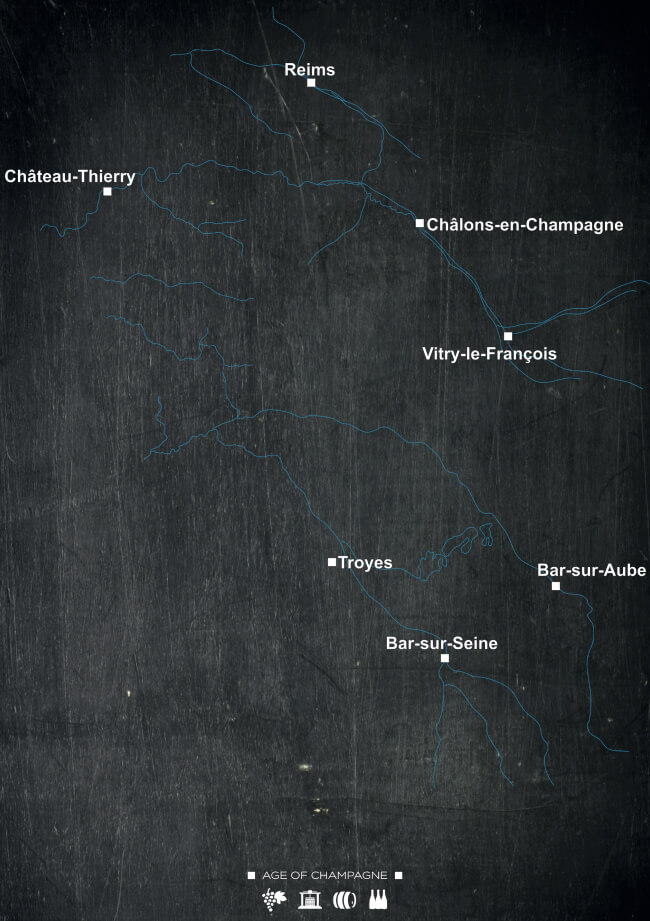 Reims
Château-Thierry
Châlons-en-Champagne
Vitry-le-François
Troyes
Bar-sur-Aube
Bar-sur-Seine
AGE OF CHAMPAGNE